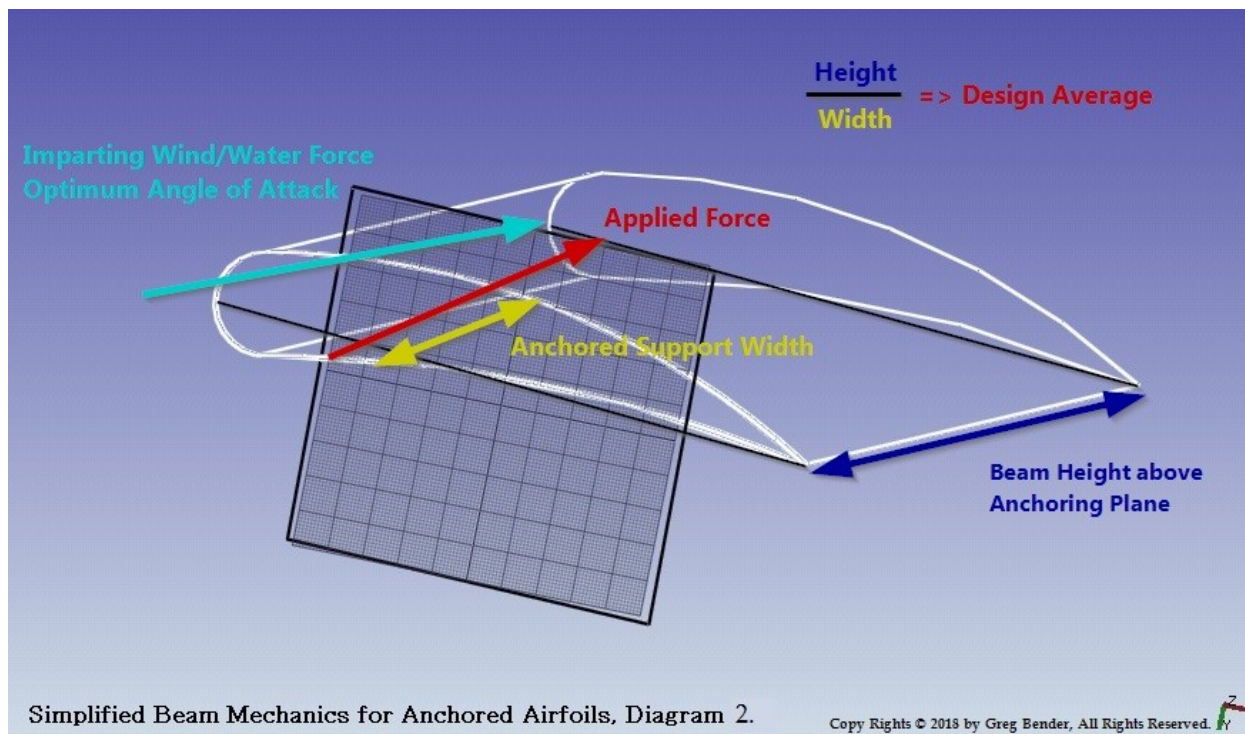 Height
Width
=> Design Average
Imparting Wind/Water Force
Optimum Angle of Attack
Applied Force
Anchored Support Width
Beam Height above
Anchoring Plane
Simplified Beam Mechanics for Anchored Airfoils, Diagram 2.
Copy Rights © 2018 by Greg Bender, All Rights Reserved.
Z
Y